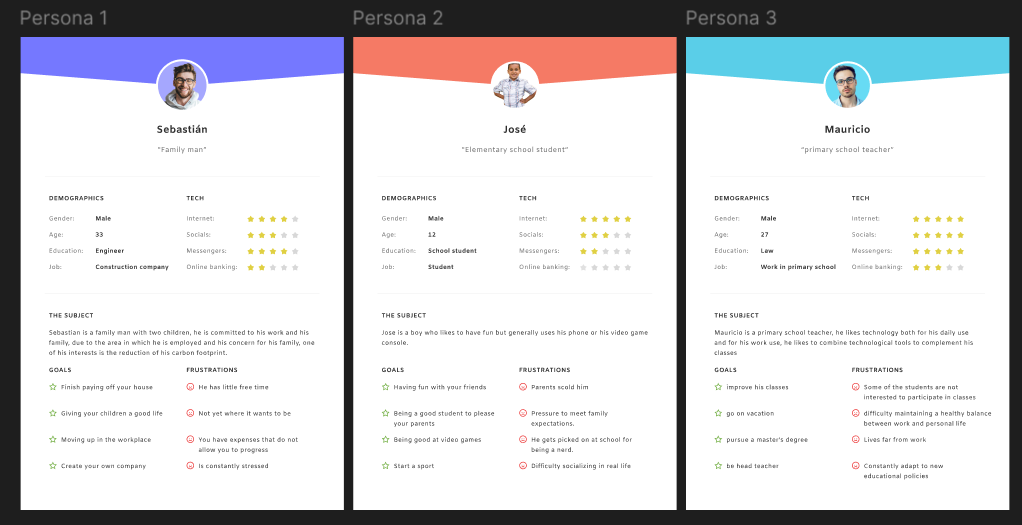 Persona 1
Sebastián
"Family man"
DEMOGRAPHICS
Gender: Male
Age: 33
Education: Engineer
Job: Construction company
TECH
Internet:
Socials:
Messengers:
Online banking:
THE SUBJECT
Sebastian is a family man with two children, he is committed to his work and his
family, due to the area in which he is employed and his concern for his family, one
of his interests is the reduction of his carbon footprint.
GOALS
Finish paying off your house
Giving your children a good life
Moving up in the workplace
Create your own company
FRUSTRATIONS
He has little free time
Not yet where it wants to be
You have expenses that do not
allow you to progress
Is constantly stressed
Persona 2
José
"Elementary school student"
DEMOGRAPHICS
Gender: Male
Age: 12
Education: School student
Job: Student
TECH
Internet:
Socials:
Messengers:
Online banking:
THE SUBJECT
Jose is a boy who likes to have fun but generally uses his phone or his video game
console.
GOALS
Having fun with your friends
Being a good student to please
your parents
Being good at video games
Start a sport
FRUSTRATIONS
Parents scold him
Pressure to meet family
expectations.
He gets picked on at school for
being a nerd.
Difficulty socializing in real life
Persona 3
Mauricio
"primary school teacher"
DEMOGRAPHICS
Gender: Male
Age: 27
Education: Law
Job: Work in primary school
TECH
Internet:
Socials:
Messengers:
Online banking:
THE SUBJECT
Mauricio is a primary school teacher, he likes technology both for his daily use
and for his work use, he likes to combine technological tools to complement his
classes
GOALS
improve his classes
go on vacation
pursue a master's degree
be head teacher
FRUSTRATIONS
Some of the students are not
interested to participate in classes
difficulty maintaining a healthy balance
between work and personal life
Lives far from work
Constantly adapt to new
educational policies